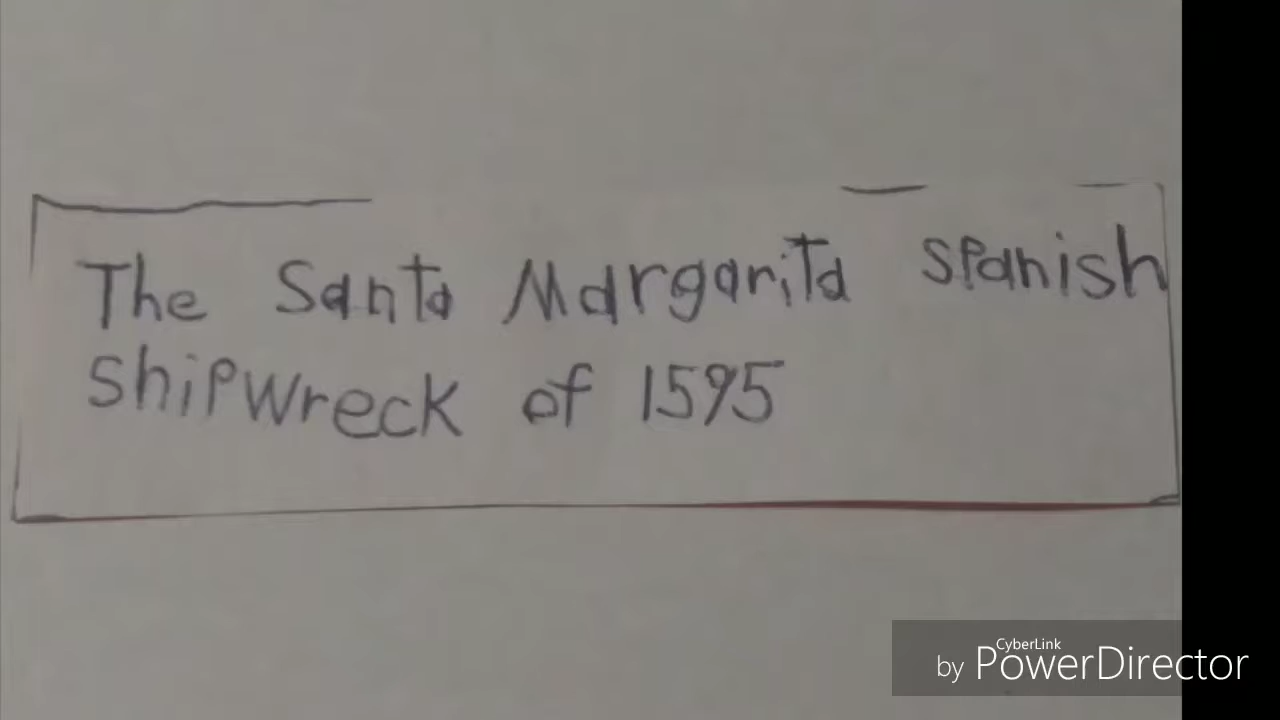 The Santa Margarita Spanish
Shipwreck of 1595
CyberLink
by PowerDirector